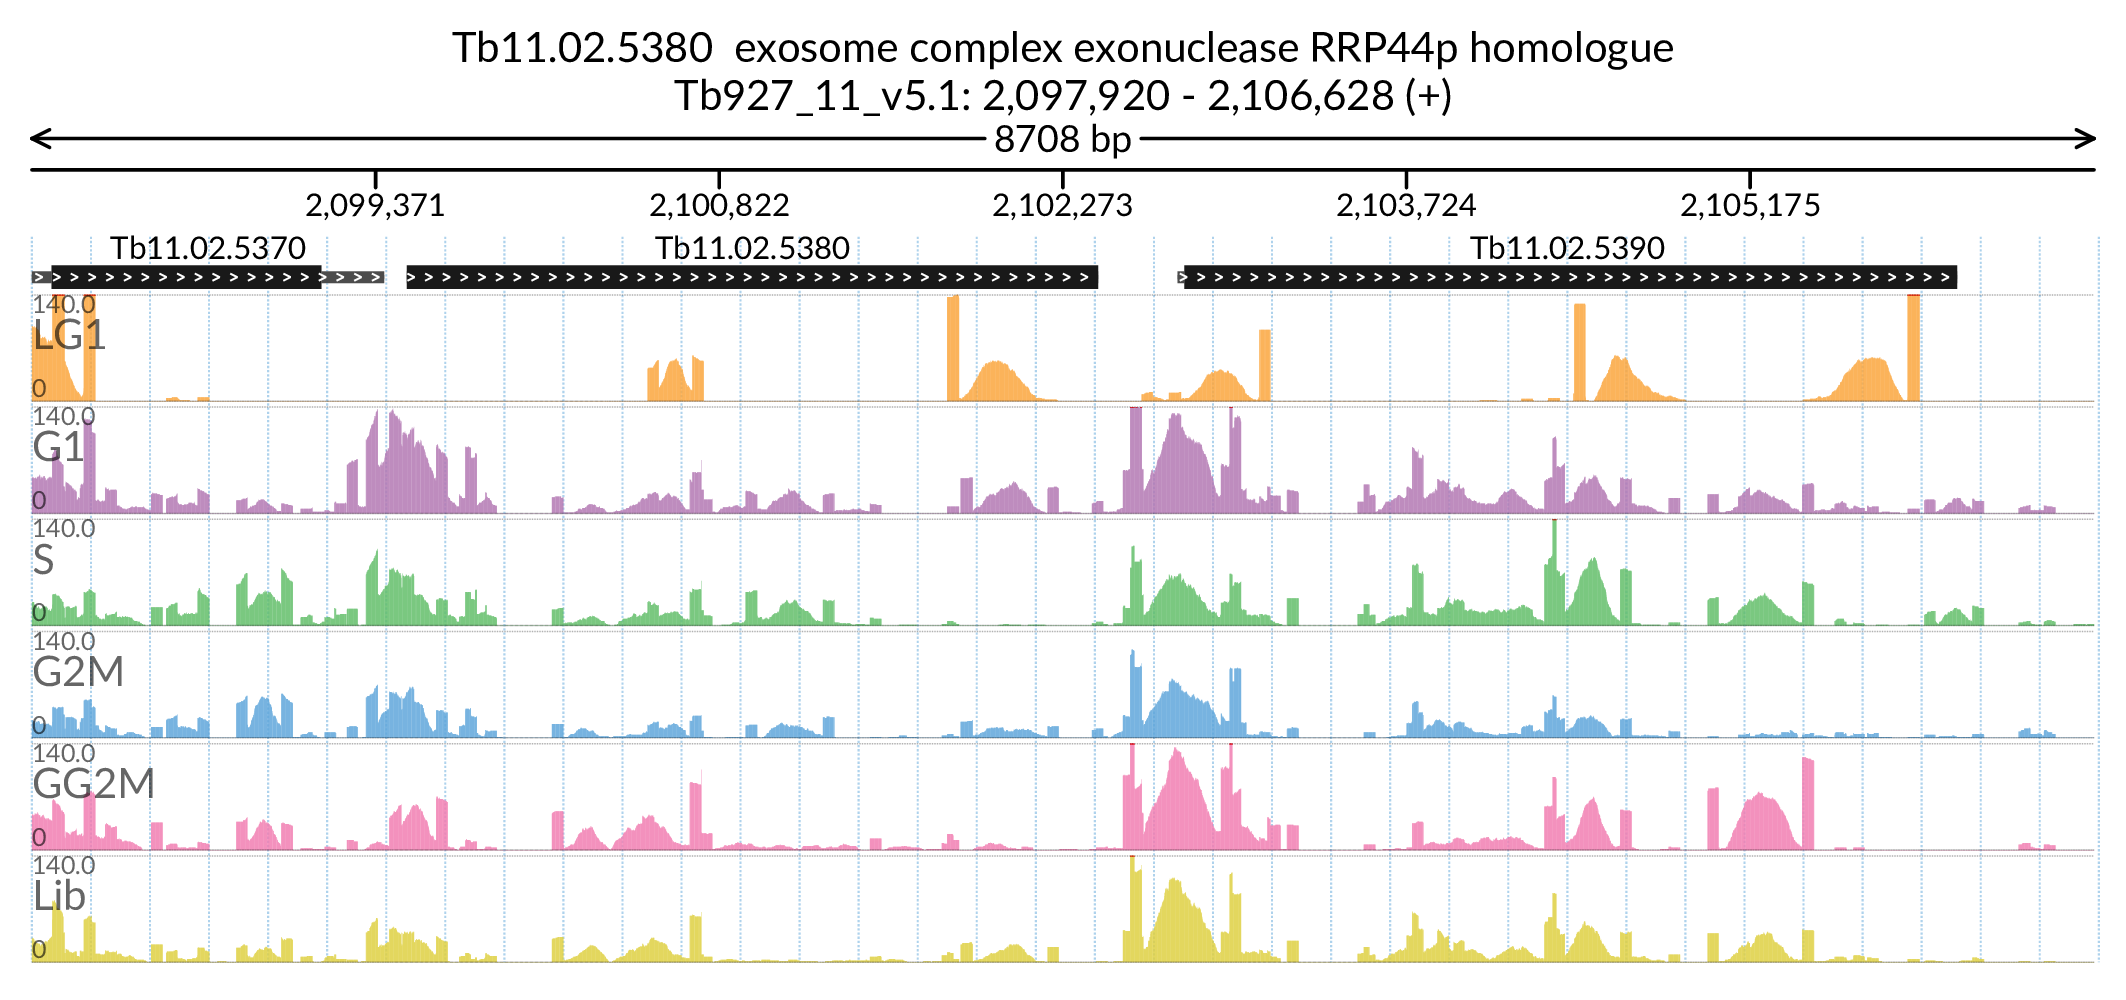 Tb11.02.5380 exosome complex exonuclease RRP44p homologue
Tb927_11_v5.1: 2,097,920 - 2,106,628 (+)
8708 bp
2,099,371 2,100,822 2,102,273 2,103,724 2,105,175
Tb11.02.5370 Tb11.02.5380 Tb11.02.5390
140.0
LG1
0
140.0
G1
0
140.0
S
0
140.0
G2M
0
140.0
GG2M
0
140.0
Lib
0